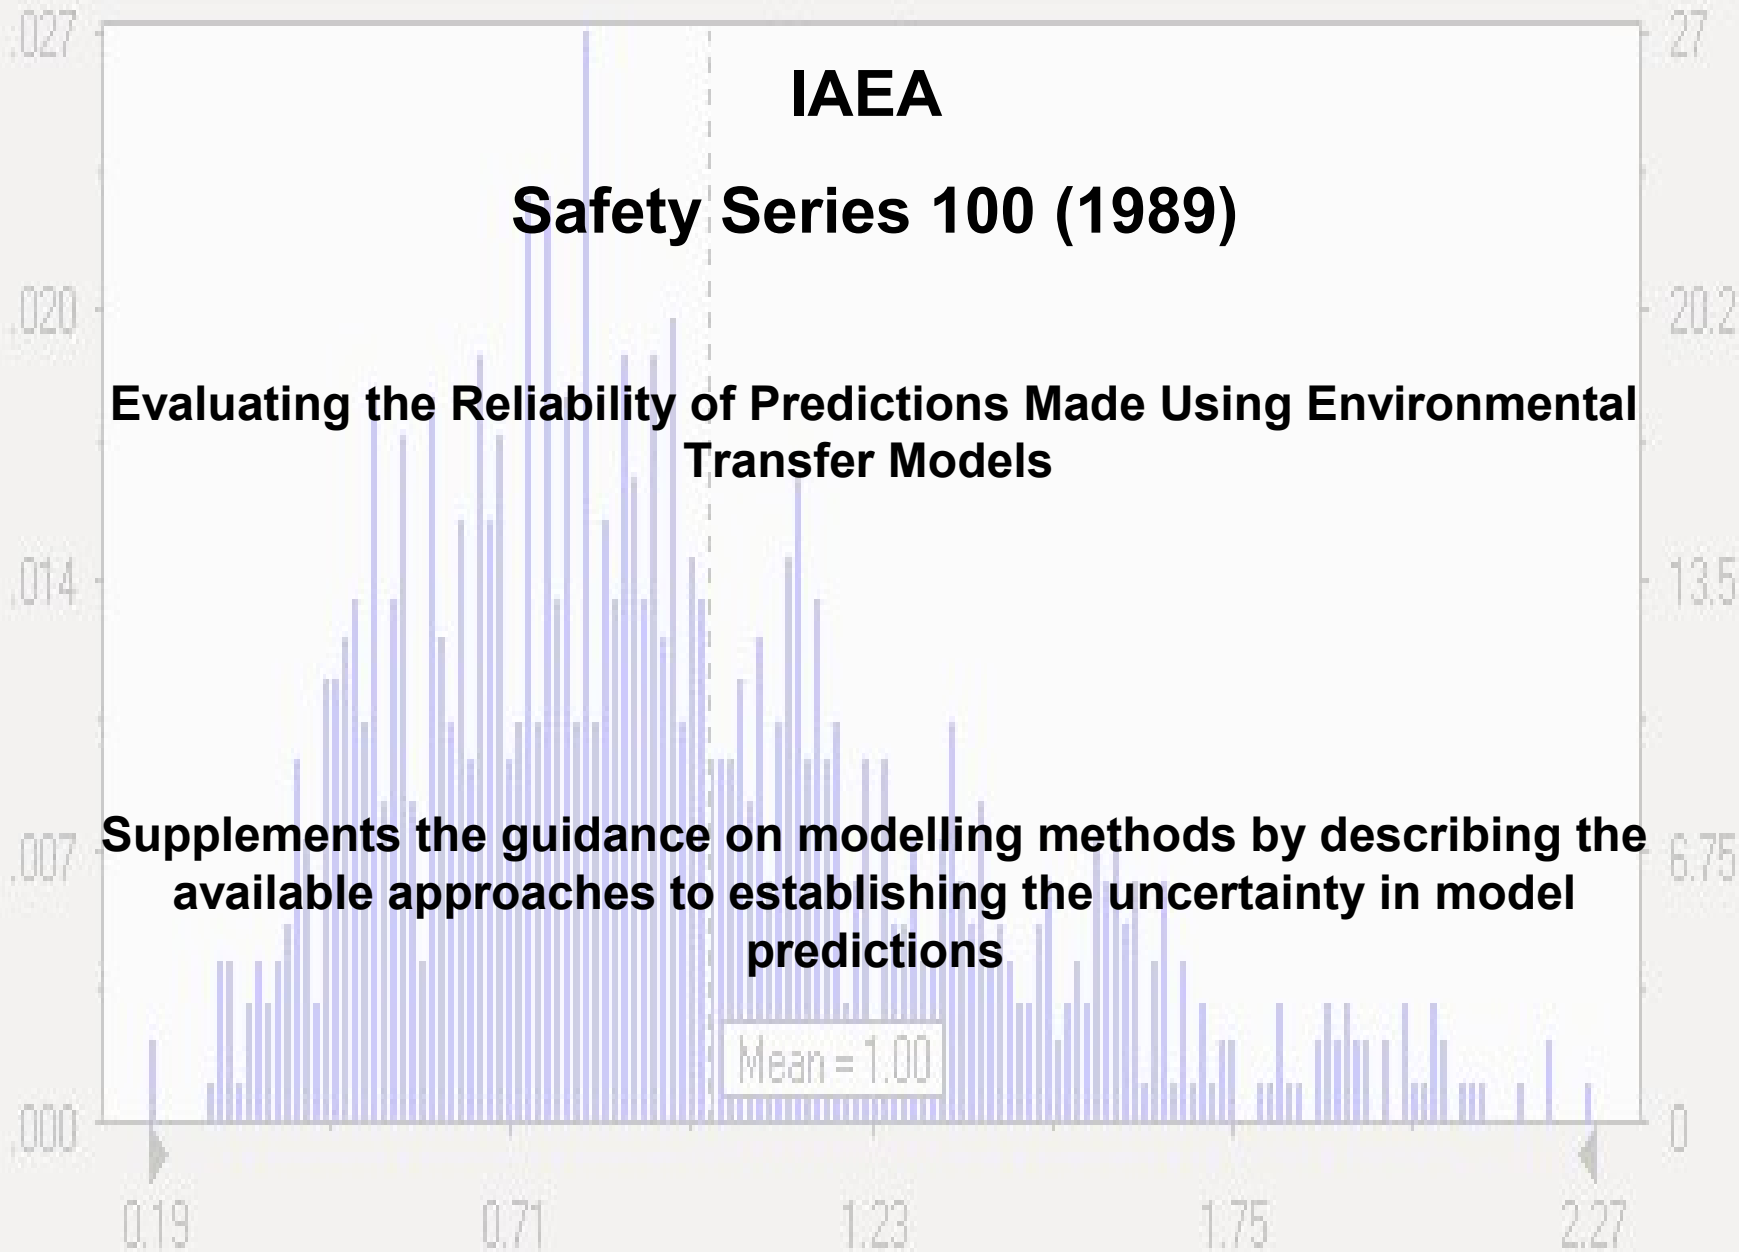 .027
27
IAEA
Safety Series 100 (1989)
.020
20.2
Evaluating the Reliability of Predictions Made Using Environmental
Transfer Models
.014
13.5
Supplements the guidance on modelling methods by describing the
.007
6.75
available approaches to establishing the uncertainty in model
predictions
Mean = 1.00
.000
0
0.19
0.71
1.23
1.75
2.27